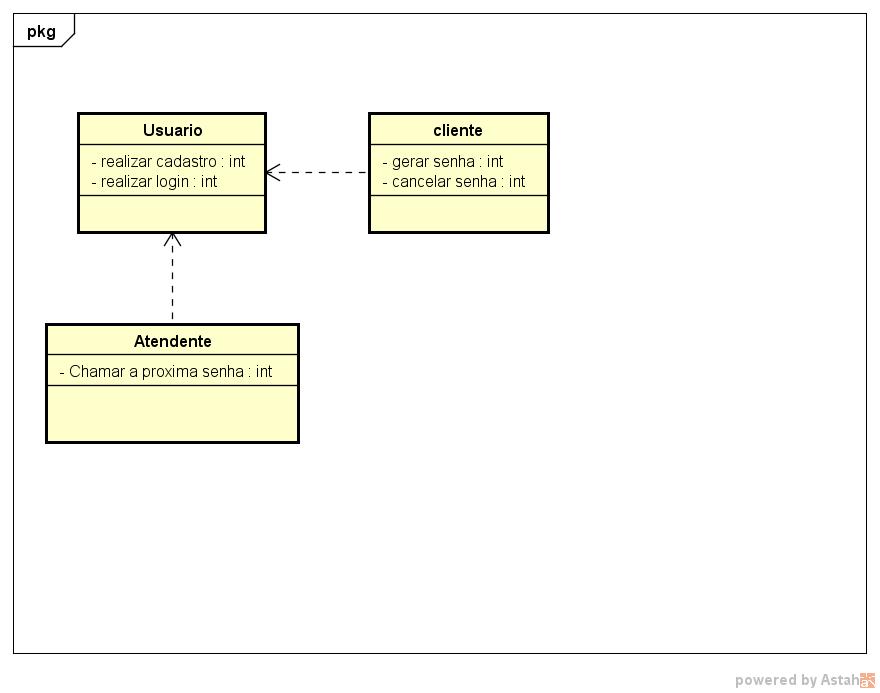 pkg
Usuario
- realizar cadastro : int
- realizar login : int
cliente
- gerar senha : int
- cancelar senha : int
Atendente
- Chamar a proxima senha : int
powered by Astah